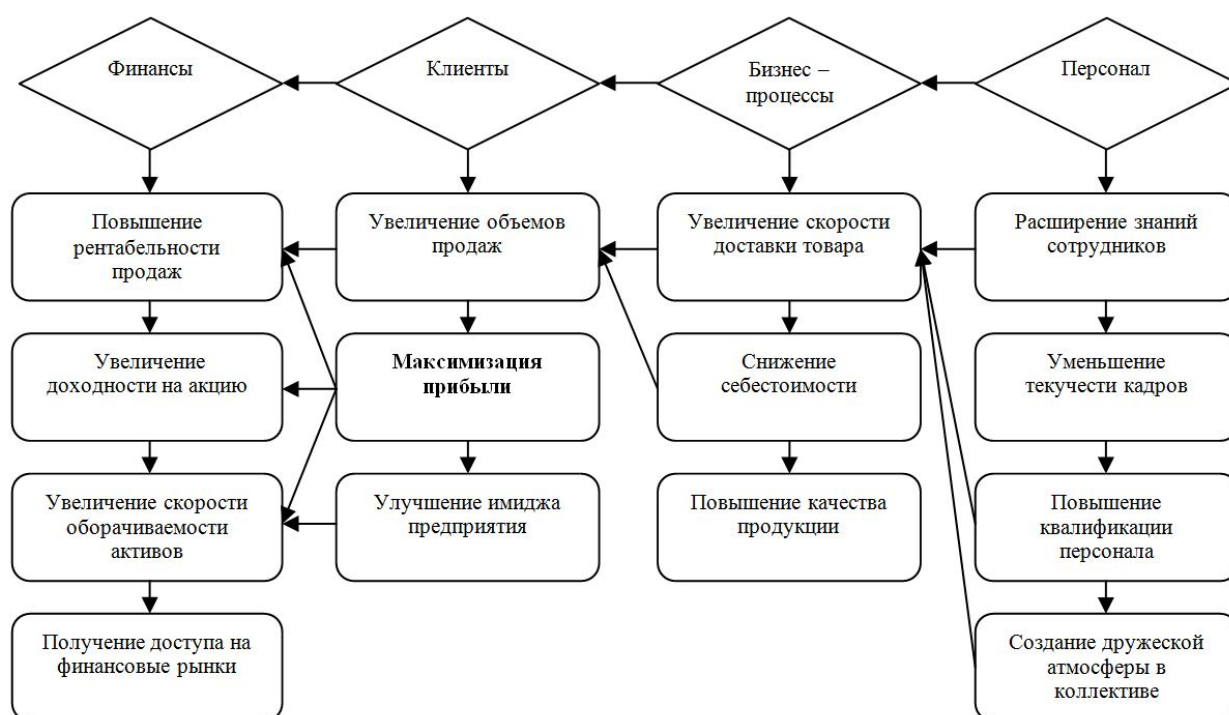 Финансы
Клиенты
Бизнес –
процессы
Персонал
Повышение
рентабельности
продаж
Увеличение объемов
продаж
Увеличение скорости
доставки товара
Расширение знаний
сотрудников
Увеличение
доходности на акцию
Максимизация
прибыли
Снижение
себестоимости
Уменьшение
текучести кадров
Увеличение скорости
оборачиваемости
активов
Улучшение имиджа
предприятия
Повышение качества
продукции
Повышение
квалификации
персонала
Получение доступа на
финансовые рынки
Создание дружеской
атмосферы в
коллективе